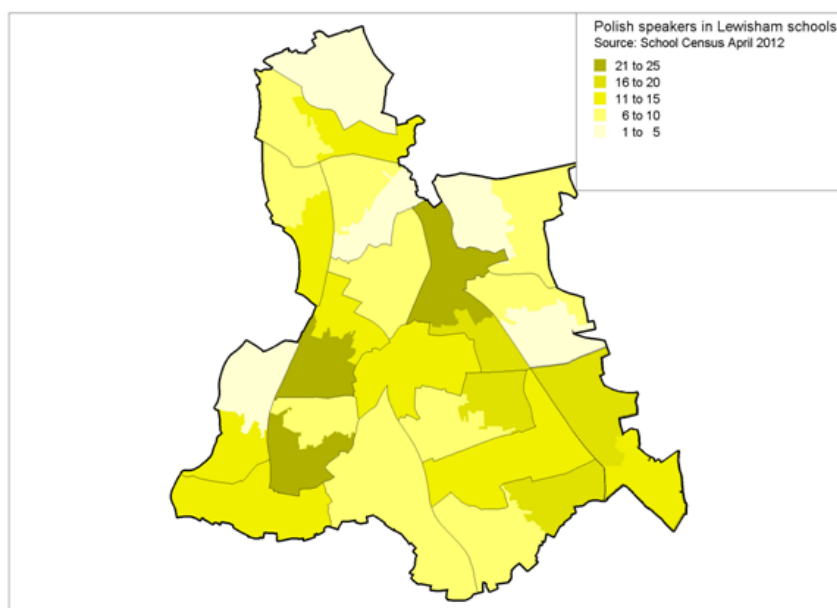 Polish speakers in Lewisham schools
Source: School Census April 2012
21 to 25
16 to 20
11 to 15
6 to 10
1 to 5